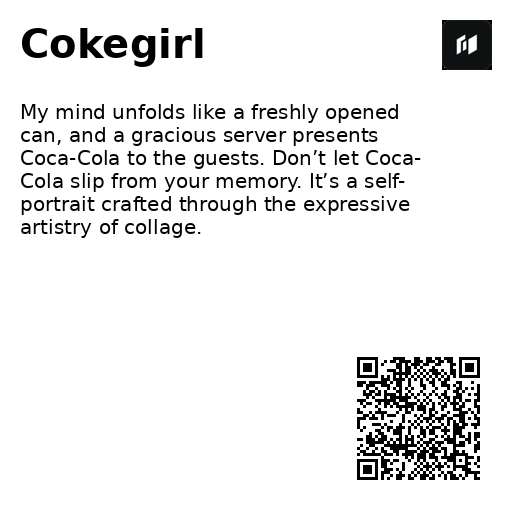 Cokegirl
My mind unfolds like a freshly opened
can, and a gracious server presents
Coca-Cola to the guests. Don’t let Coca-
Cola slip from your memory. It’s a self-
portrait crafted through the expressive
artistry of collage.